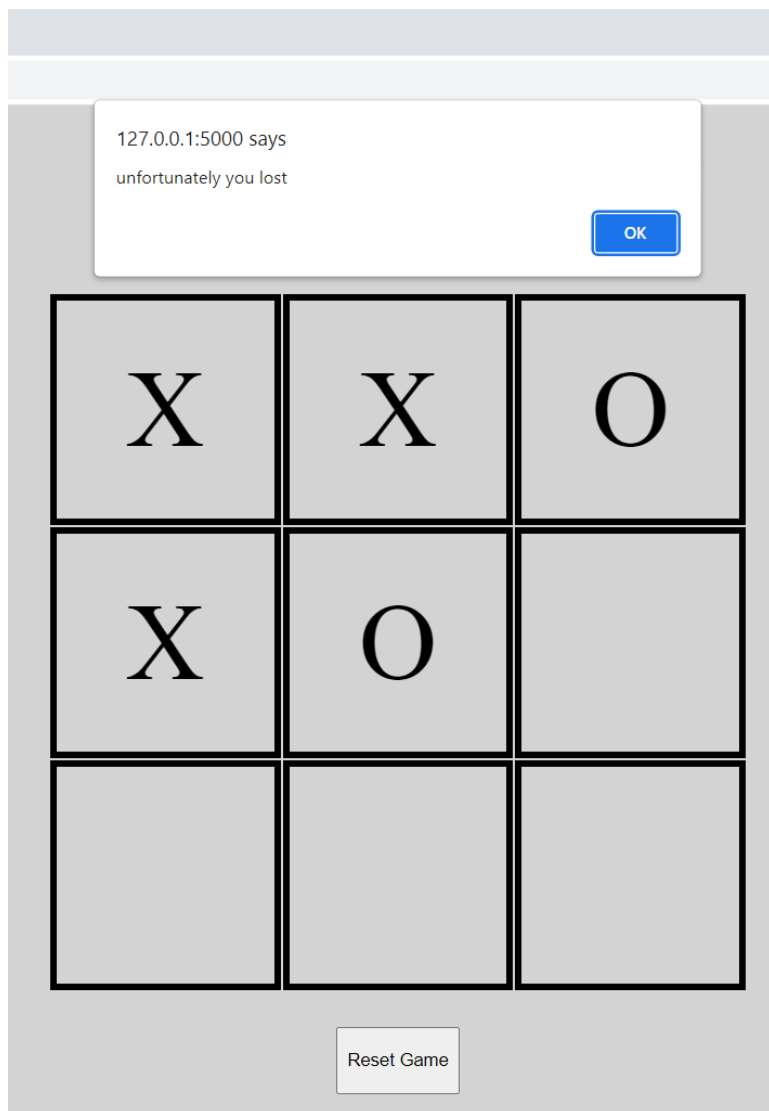 127.0.0.1:5000 says
unfortunately you lost
OK
X X O
X O
Reset Game